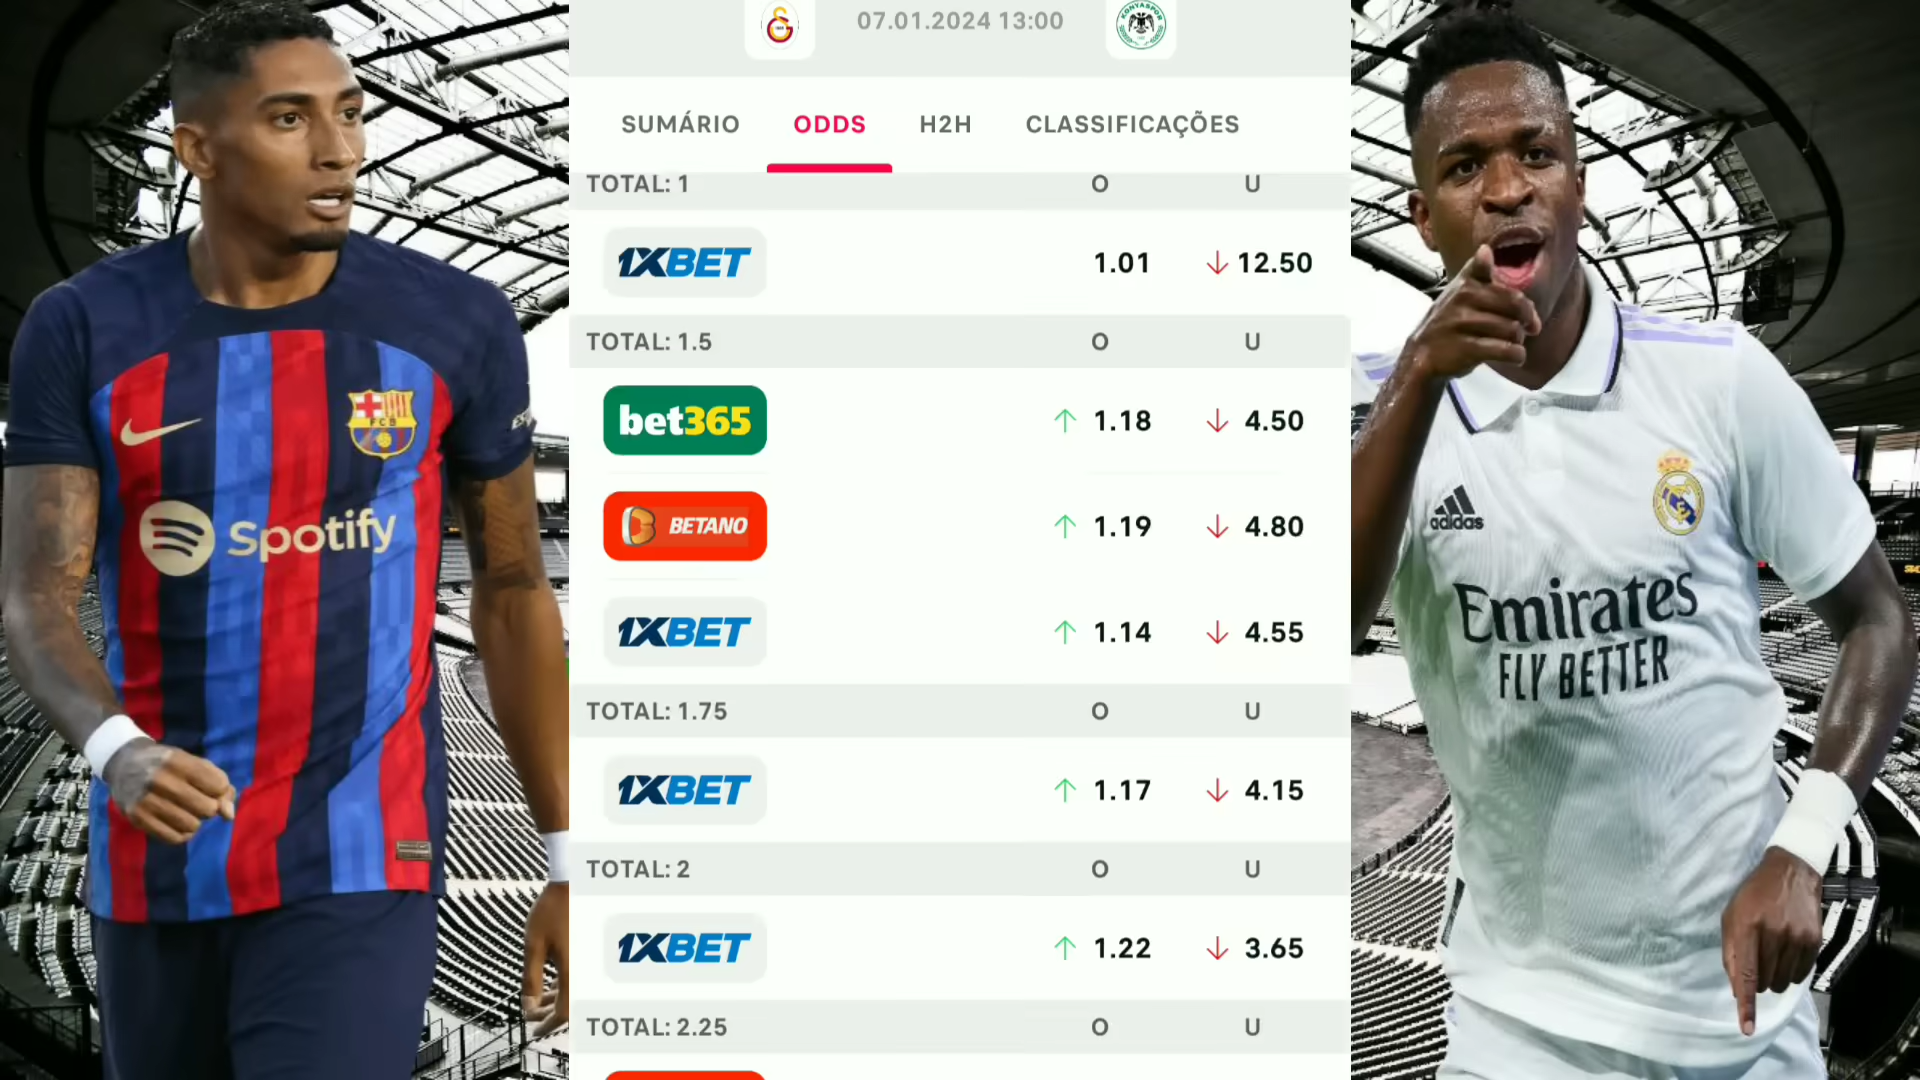 07.01.2024 13:00
KONYASPOR
SUMÁRIO ODDS H2H CLASSIFICAÇÕES
TOTAL: 1 O U
1XBET 1.01 12.50
TOTAL: 1.5 O U
bet365 1.18 4.50
BETANO 1.19 4.80
1XBET 1.14 4.55
TOTAL: 1.75 O U
1XBET 1.17 4.15
TOTAL: 2 O U
1XBET 1.22 3.65
TOTAL: 2.25 O U
FCB
Spotify
adidas
Emirates
FLY BETTER